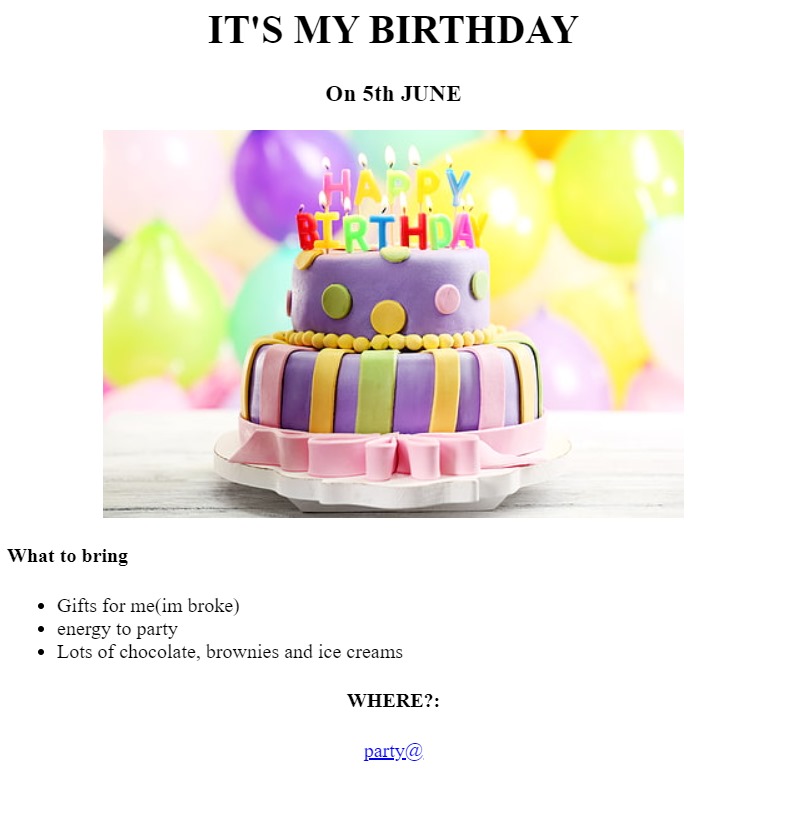 IT'S MY BIRTHDAY
On 5th JUNE
HAPPY
BIRTHDAY
What to bring
Gifts for me(im broke)
energy to party
Lots of chocolate, brownies and ice creams
WHERE?:
party@